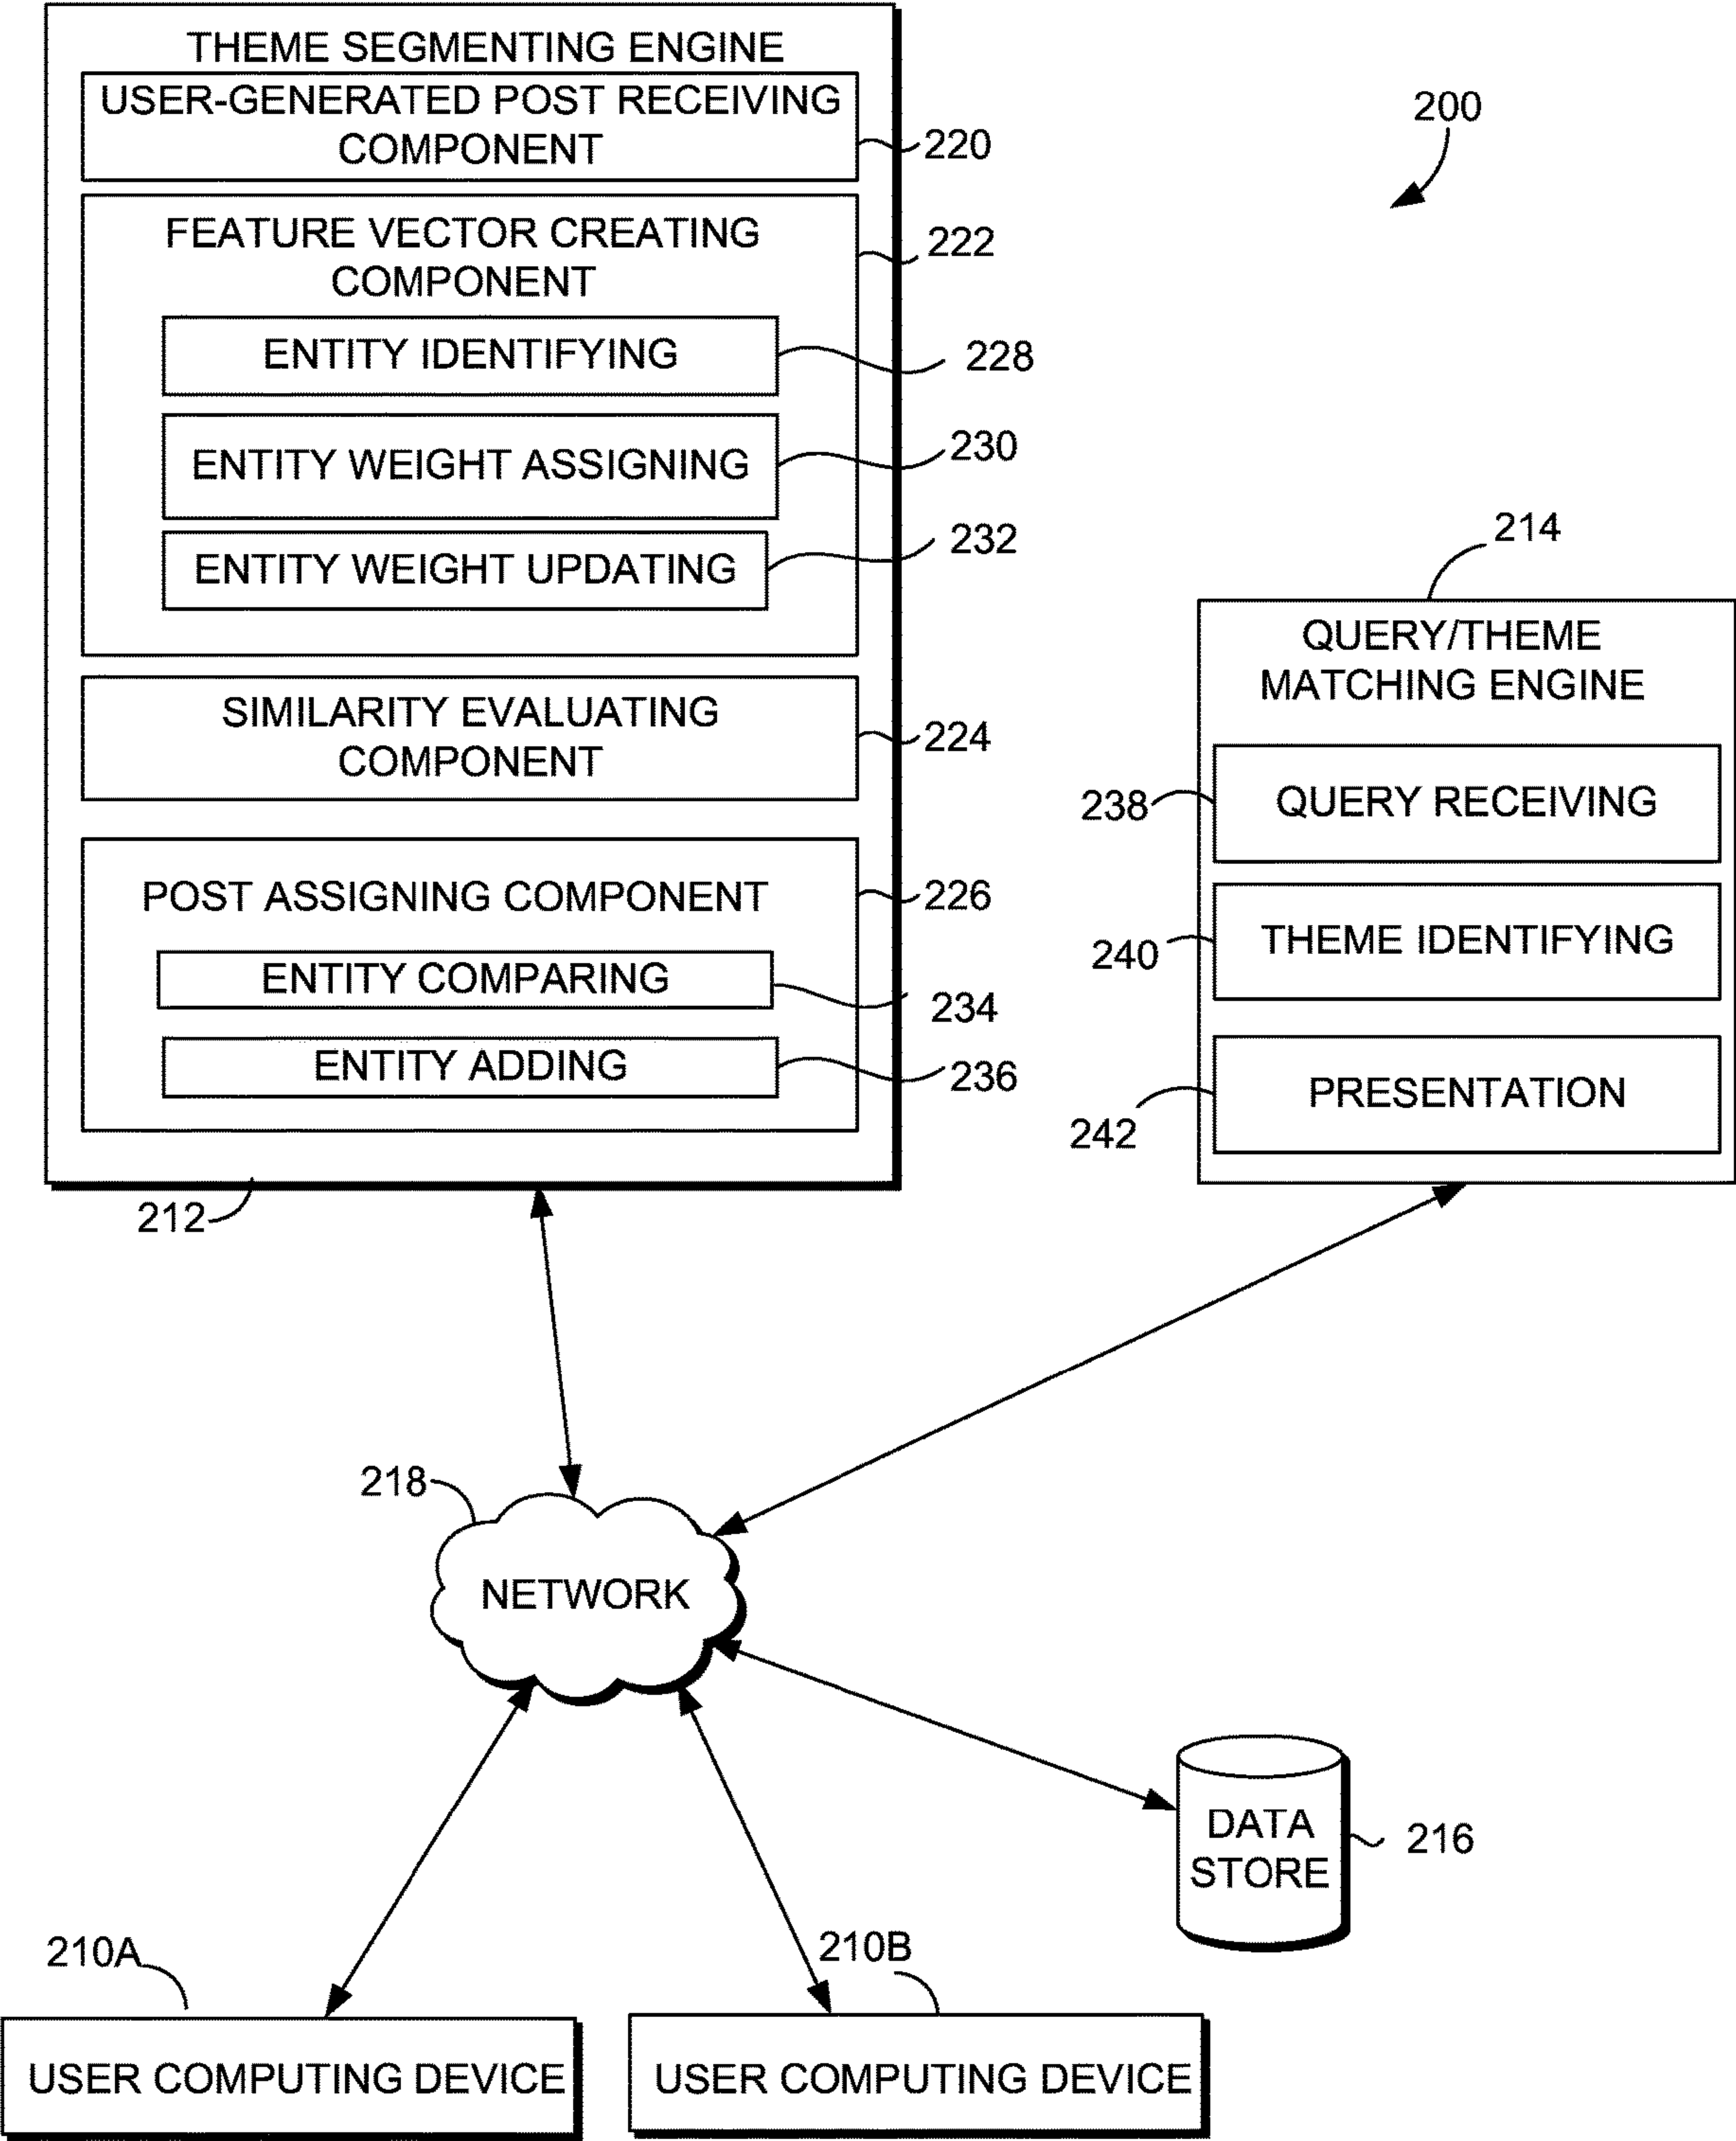 THEME SEGMENTING ENGINE
USER-GENERATED POST RECEIVING
COMPONENT
220
200
FEATURE VECTOR CREATING
COMPONENT
222
ENTITY IDENTIFYING
228
ENTITY WEIGHT ASSIGNING
230
ENTITY WEIGHT UPDATING
232
SIMILARITY EVALUATING
COMPONENT
224
POST ASSIGNING COMPONENT
226
ENTITY COMPARING
234
ENTITY ADDING
236
212
214
QUERY/THEME
MATCHING ENGINE
238
QUERY RECEIVING
240
THEME IDENTIFYING
242
PRESENTATION
218
NETWORK
DATA
STORE
216
210A
210B
USER COMPUTING DEVICE
USER COMPUTING DEVICE